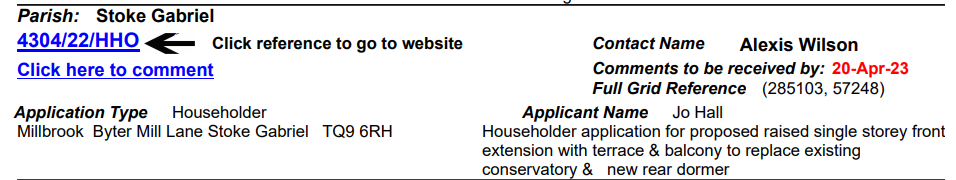 Parish: Stoke Gabriel
4304/22/HHO Click reference to go to website Contact Name Alexis Wilson
Click here to comment Comments to be received by: 20-Apr-23
Full Grid Reference (285103, 57248)
Application Type Householder Applicant Name Jo Hall
Millbrook Byter Mill Lane Stoke Gabriel TQ9 6RH Householder application for proposed raised single storey front
extension with terrace & balcony to replace existing
conservatory & new rear dormer